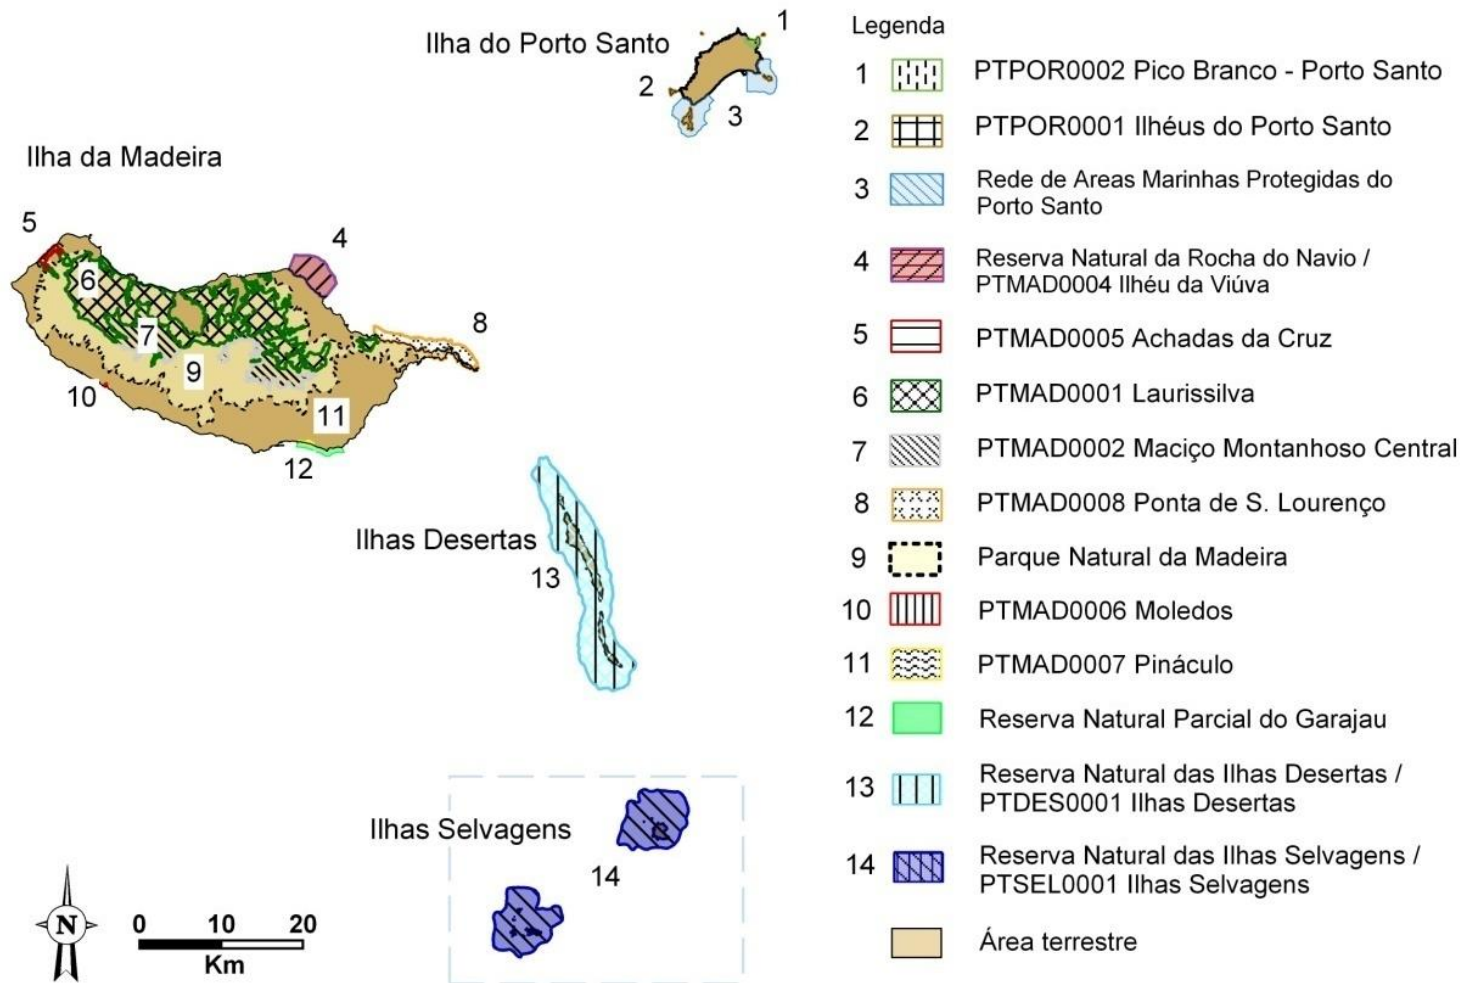 Ilha do Porto Santo
1
2
3
Ilha da Madeira
5
4
6
7
8
9
10
11
12
Ilhas Desertas
13
Ilhas Selvagens
14
N
0 10 20
Km
Legenda
1 PTPOR0002 Pico Branco - Porto Santo
2 PTPOR0001 Ilhéus do Porto Santo
3 Rede de Areas Marinhas Protegidas do
Porto Santo
4 Reserva Natural da Rocha do Navio /
PTMAD0004 Ilhéu da Viúva
5 PTMAD0005 Achadas da Cruz
6 PTMAD0001 Laurissilva
7 PTMAD0002 Maciço Montanhoso Central
8 PTMAD0008 Ponta de S. Lourenço
9 Parque Natural da Madeira
10 PTMAD0006 Moledos
11 PTMAD0007 Pináculo
12 Reserva Natural Parcial do Garajau
13 Reserva Natural das Ilhas Desertas /
PTDES0001 Ilhas Desertas
14 Reserva Natural das Ilhas Selvagens /
PTSEL0001 Ilhas Selvagens
Área terrestre